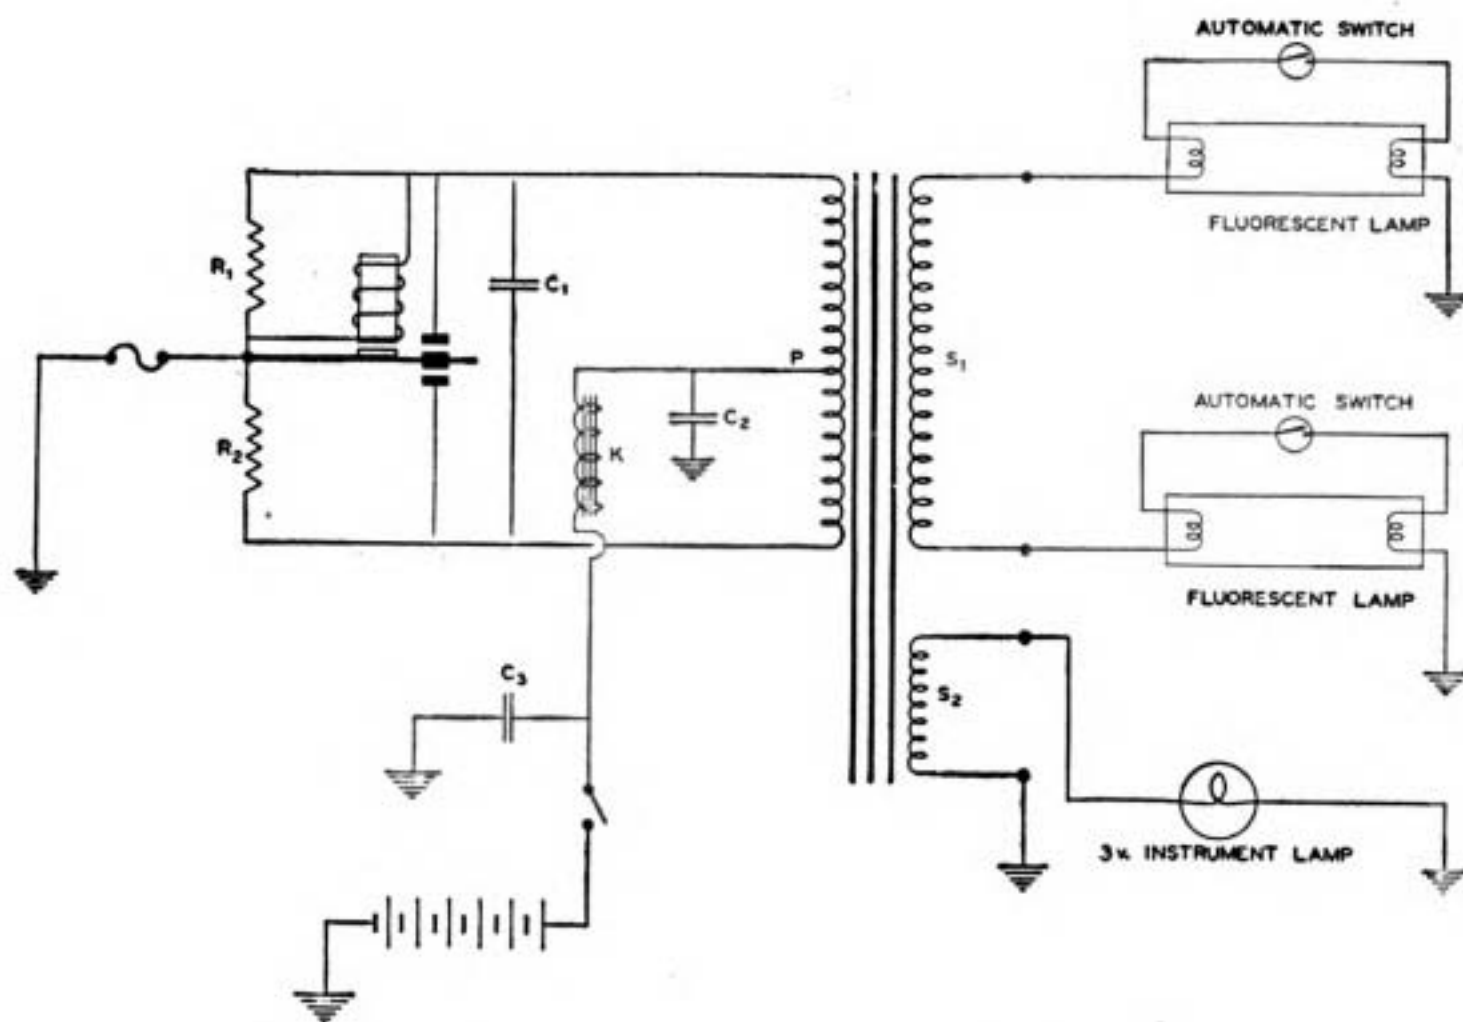 AUTOMATIC SWITCH
FLUORESCENT LAMP
R1
C1
P
S1
R2
K
C2
AUTOMATIC SWITCH
FLUORESCENT LAMP
C3
S2
3v. INSTRUMENT LAMP